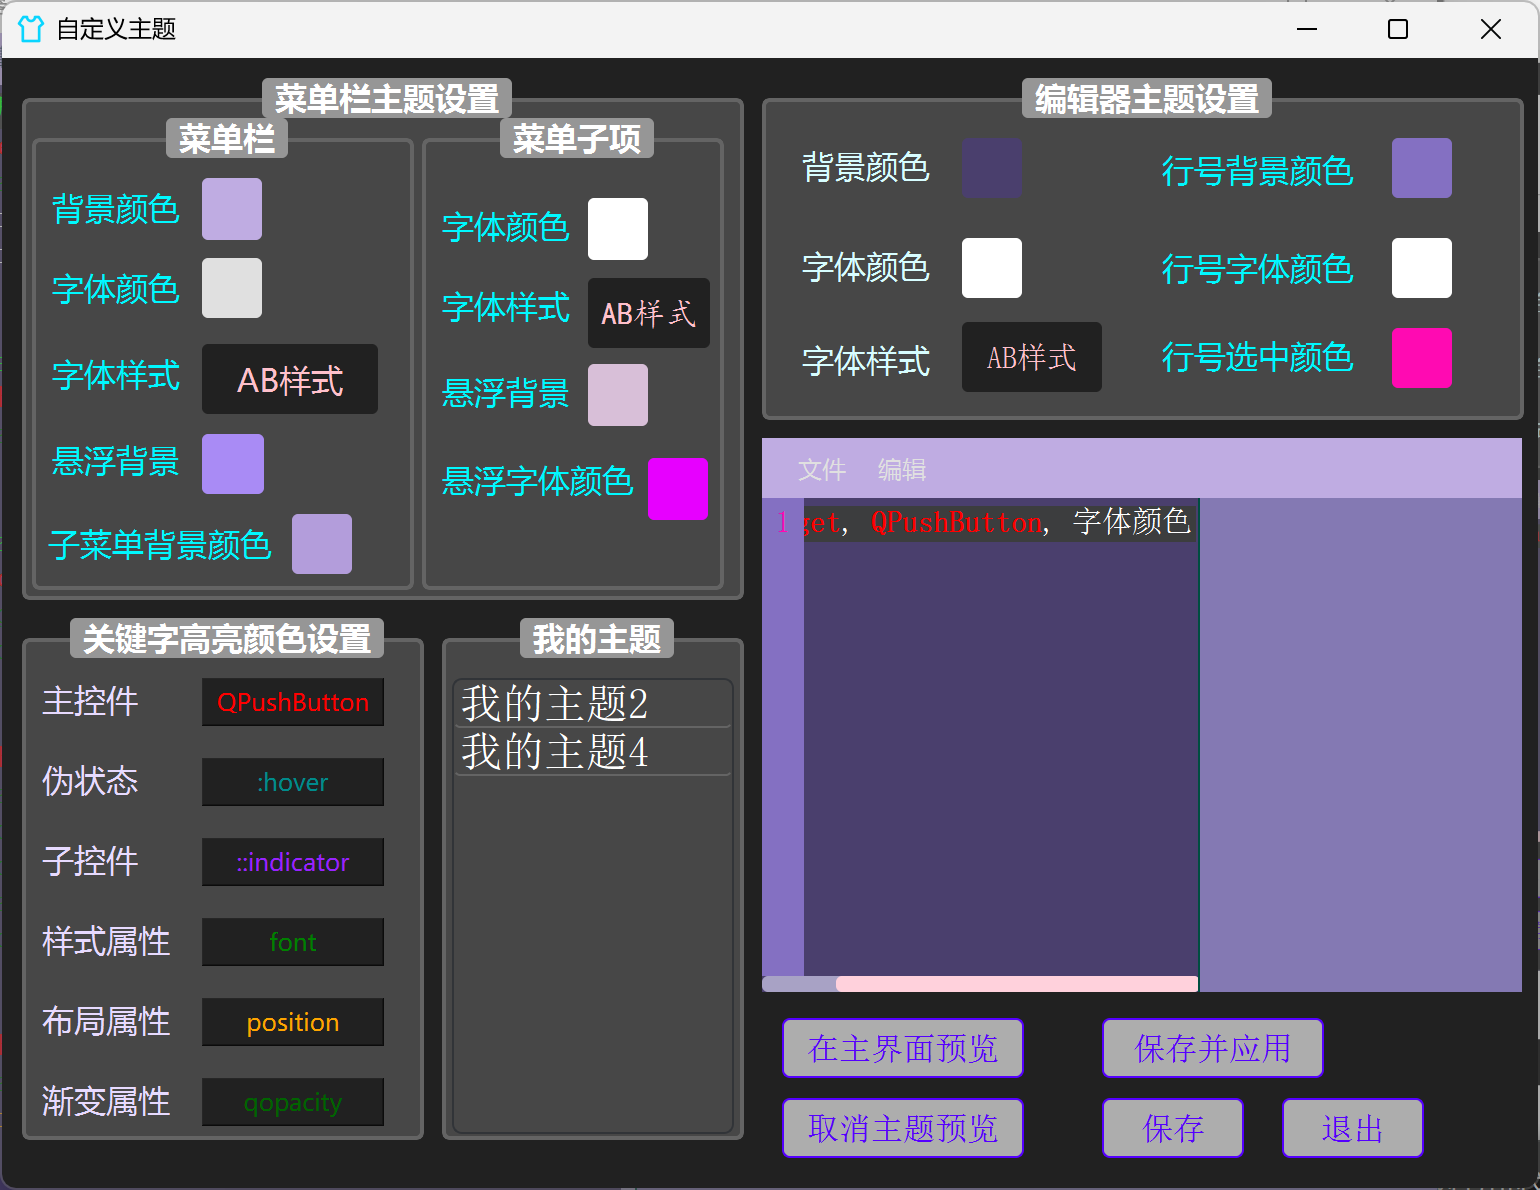 自定义主题
菜单栏主题设置
菜单栏
背景颜色
字体颜色
字体样式 AB样式
悬浮背景
子菜单背景颜色
菜单子项
字体颜色
字体样式 AB样式
悬浮背景
悬浮字体颜色
编辑器主题设置
背景颜色 行号背景颜色
字体颜色 行号字体颜色
字体样式 AB样式 行号选中颜色
文件 编辑
1 get, QPushButton, 字体颜色
关键字高亮颜色设置
主控件 QPushButton
伪状态 :hover
子控件 ::indicator
样式属性 font
布局属性 position
渐变属性 qopacity
我的主题
我的主题2
我的主题4
在主界面预览 保存并应用
取消主题预览 保存 退出